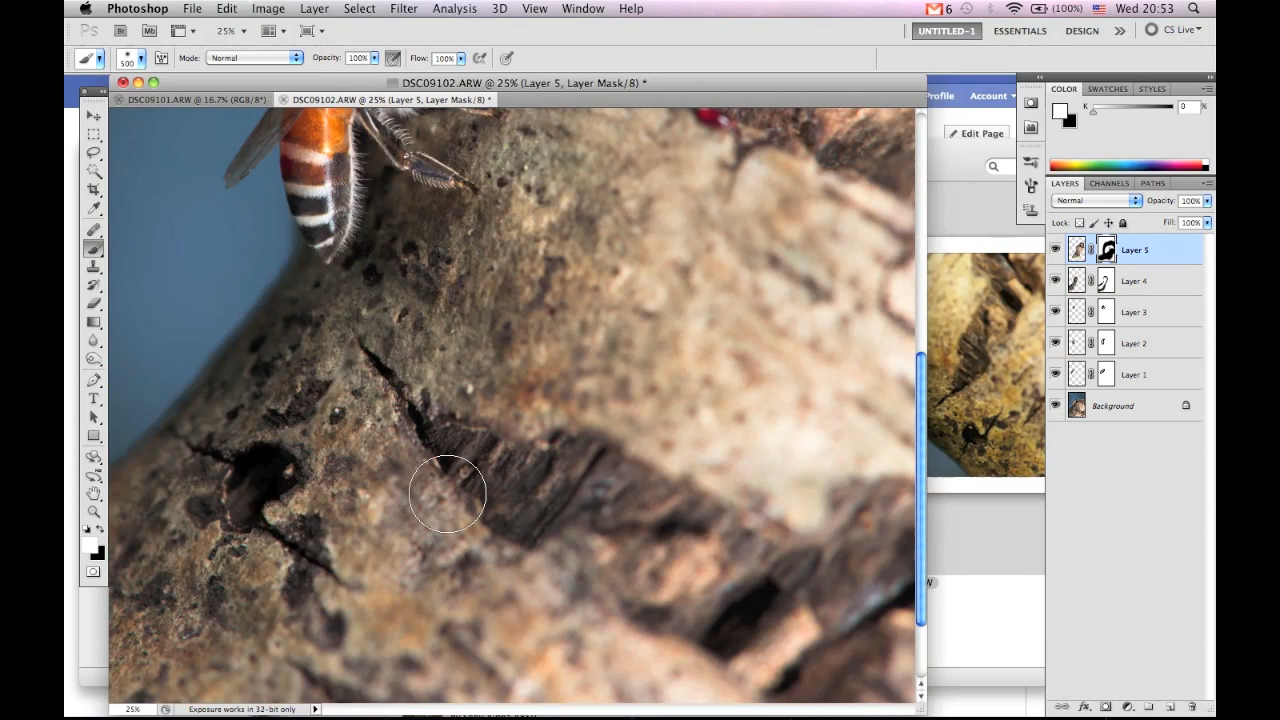 Photoshop File Edit Image Layer Select Filter Analysis 3D View Window Help 6 (100%) Wed 20:53
Ps Br Mb 25% UNTITLED-1 ESSENTIALS DESIGN CS Live
500 Mode: Normal Opacity: 100% Flow: 100%
DSC09102.ARW @ 25% (Layer 5, Layer Mask/8) *
DSC09101.ARW @ 16.7% (RGB/8*) DSC09102.ARW @ 25% (Layer 5, Layer Mask/8) *
Profile Account
Edit Page
COLOR SWATCHES STYLES
K 0 %
LAYERS CHANNELS PATHS
Normal Opacity: 100%
Lock: Fill: 100%
Layer 5
Layer 4
Layer 3
Layer 2
Layer 1
Background
W
25% Exposure works in 32-bit only